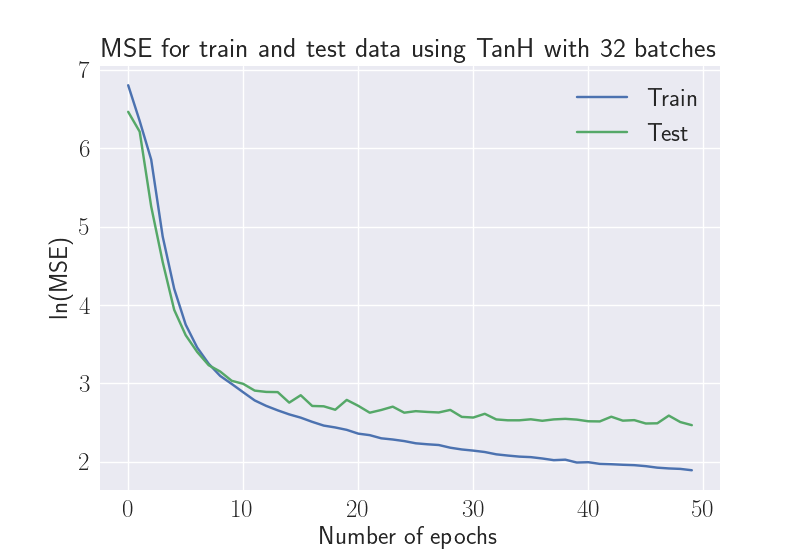 MSE for train and test data using TanH with 32 batches
7
6
5
4
3
2
ln(MSE)
Train
Test
0
10
20
30
40
50
Number of epochs